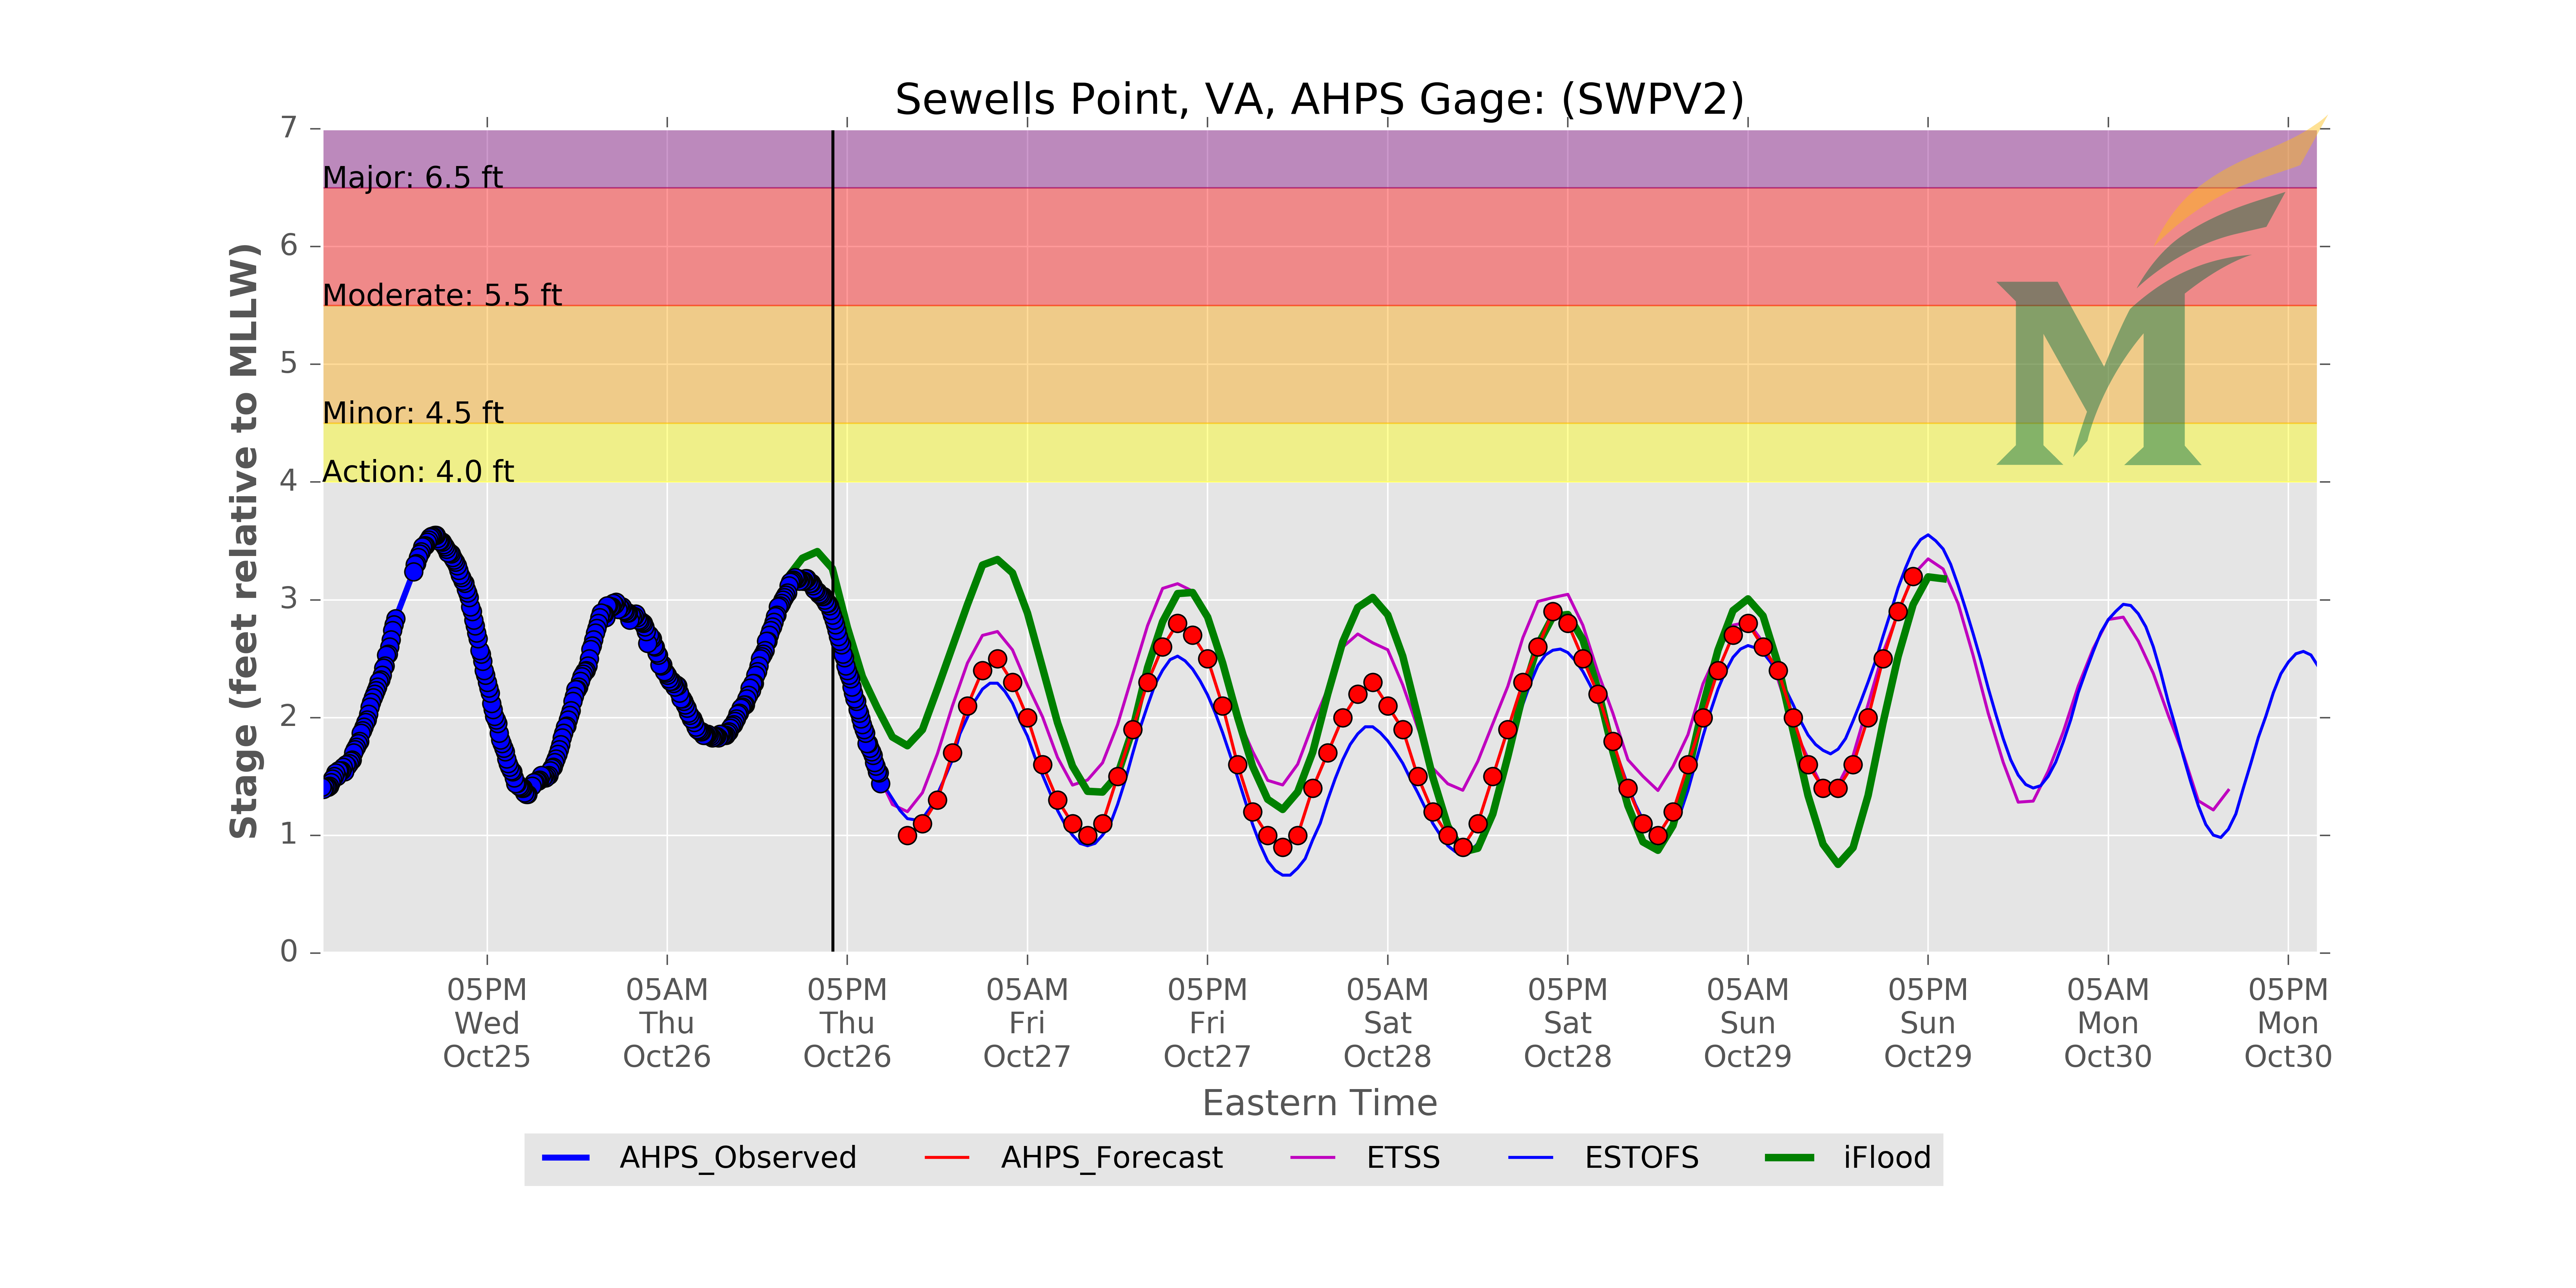 Sewells Point, VA, AHPS Gage: (SWPV2)
7
Major: 6.5 ft
6
Moderate: 5.5 ft
5
Minor: 4.5 ft
Action: 4.0 ft
4
3
2
1
0
Stage (feet relative to MLLW)
05PM 05AM 05PM 05AM 05PM 05AM 05PM 05AM 05PM 05AM 05PM
Wed Thu Thu Fri Fri Sat Sat Sun Sun Mon Mon
Oct25 Oct26 Oct26 Oct27 Oct27 Oct28 Oct28 Oct29 Oct29 Oct30 Oct30
Eastern Time
AHPS_Observed AHPS_Forecast ETSS ESTOFS iFlood
M